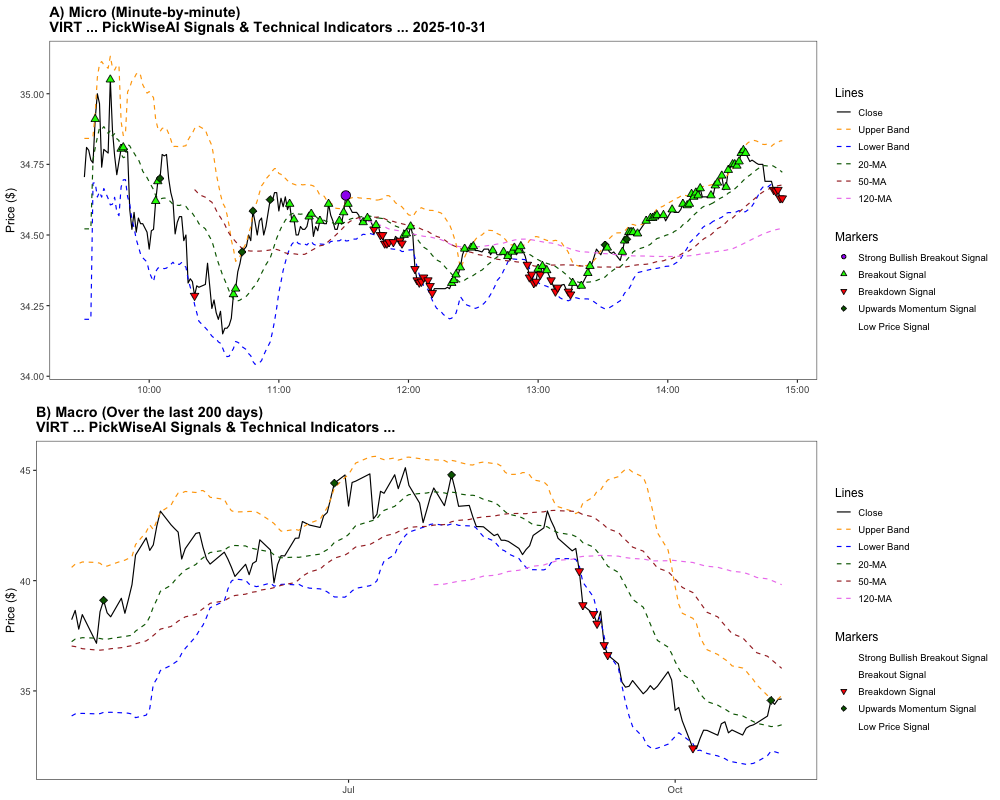 A) Micro (Minute-by-minute)
VIRT ... PickWiseAI Signals & Technical Indicators ... 2025-10-31
Price ($)
35.00
34.75
34.50
34.25
34.00
10:00
11:00
12:00
13:00
14:00
15:00
Lines
Close
Upper Band
Lower Band
20-MA
50-MA
120-MA
Markers
Strong Bullish Breakout Signal
Breakout Signal
Breakdown Signal
Upwards Momentum Signal
Low Price Signal
B) Macro (Over the last 200 days)
VIRT ... PickWiseAI Signals & Technical Indicators ...
Price ($)
45
40
35
Jul
Oct
Lines
Close
Upper Band
Lower Band
20-MA
50-MA
120-MA
Markers
Strong Bullish Breakout Signal
Breakout Signal
Breakdown Signal
Upwards Momentum Signal
Low Price Signal